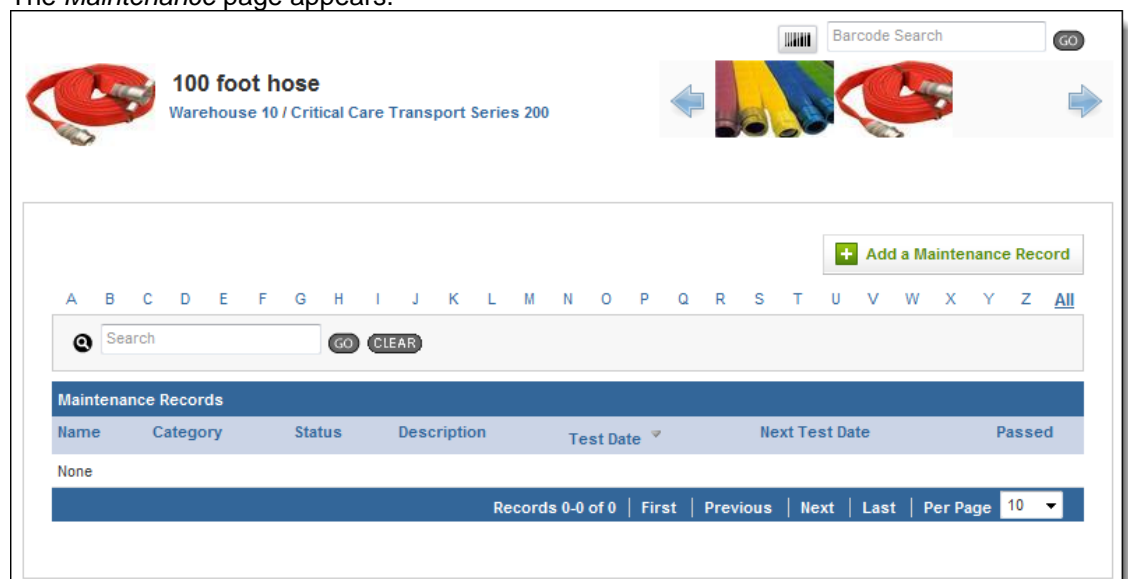 The Maintenance page appears.
Barcode Search GO
100 foot hose
Warehouse 10 / Critical Care Transport Series 200
Add a Maintenance Record
A B C D E F G H I J K L M N O P Q R S T U V W X Y Z All
Search GO CLEAR
Maintenance Records
Name Category Status Description Test Date Next Test Date Passed
None
Records 0-0 of 0 | First | Previous | Next | Last | Per Page 10